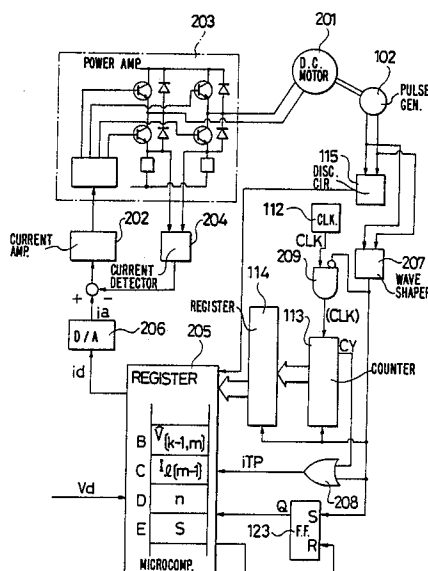 203
201
POWER AMP.
D.C. MOTOR
102
PULSE GEN.
115
DISC. CIR.
112
CLK.
CLK
202
204
CURRENT AMP.
CURRENT DETECTOR
209
207
WAVE SHAPER
114
REGISTER
(CLK)
113
CY
COUNTER
+
-
ia
D/A
206
205
REGISTER
id
B
V̂(k-1,m)
C
Iℓ(m-1)
iTP
208
Vd
D
n
E
S
Q
123
S
F.F.
R
MICROCOMP.